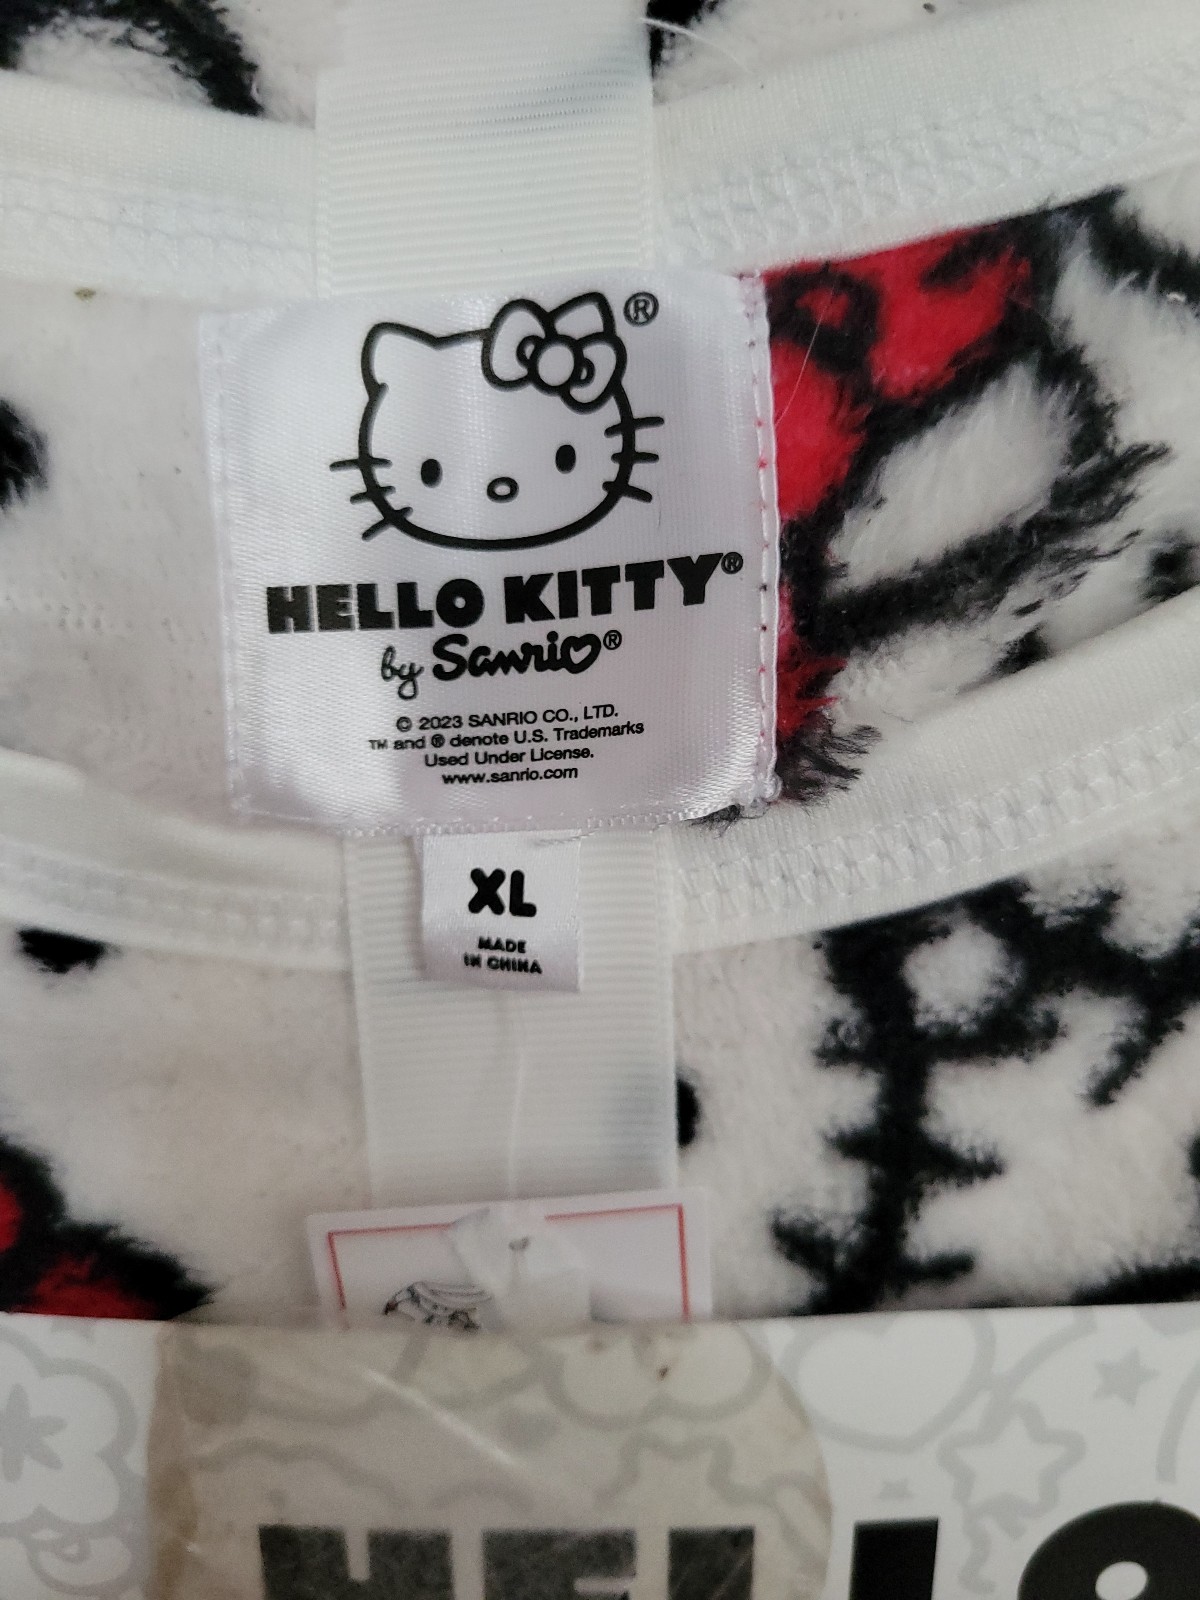 ®
HELLO KITTY®
by Sanrio®
© 2023 SANRIO CO., LTD.
TM and ® denote U.S. Trademarks
Used Under License.
www.sanrio.com
XL
MADE
IN CHINA
HELLO